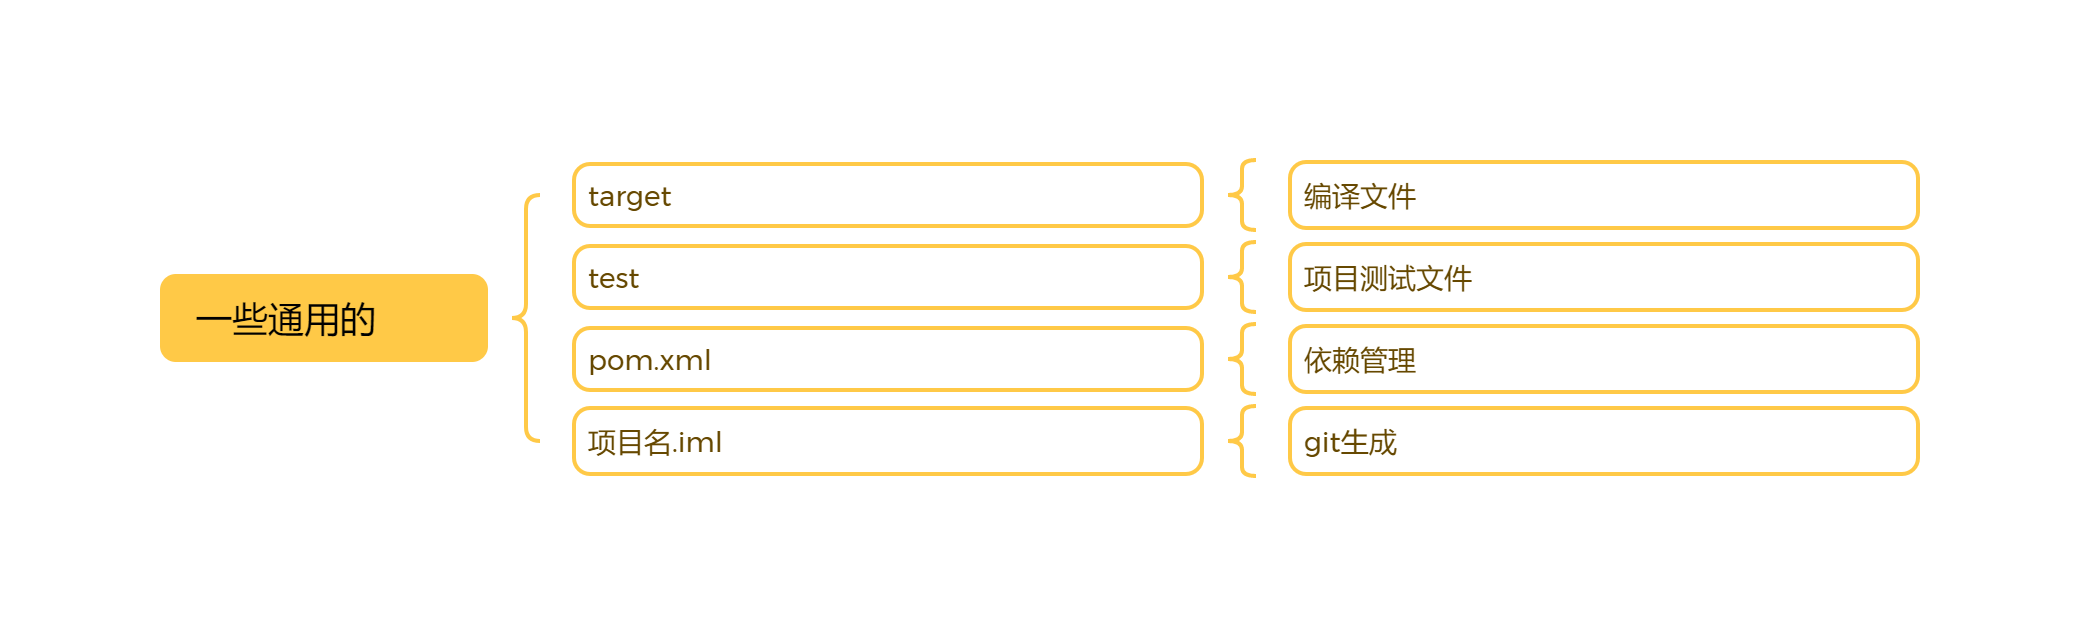 一些通用的
target
编译文件
test
项目测试文件
pom.xml
依赖管理
项目名.iml
git生成